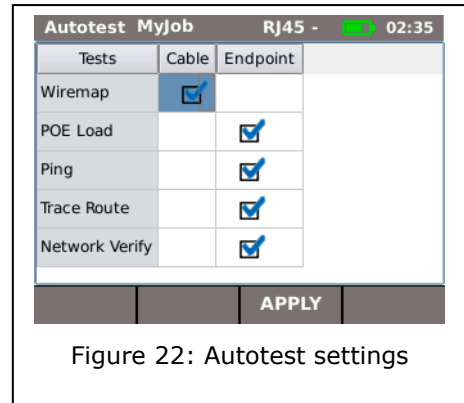 Autotest MyJob RJ45 - 02:35
Tests Cable Endpoint
Wiremap
POE Load
Ping
Trace Route
Network Verify
APPLY
Figure 22: Autotest settings